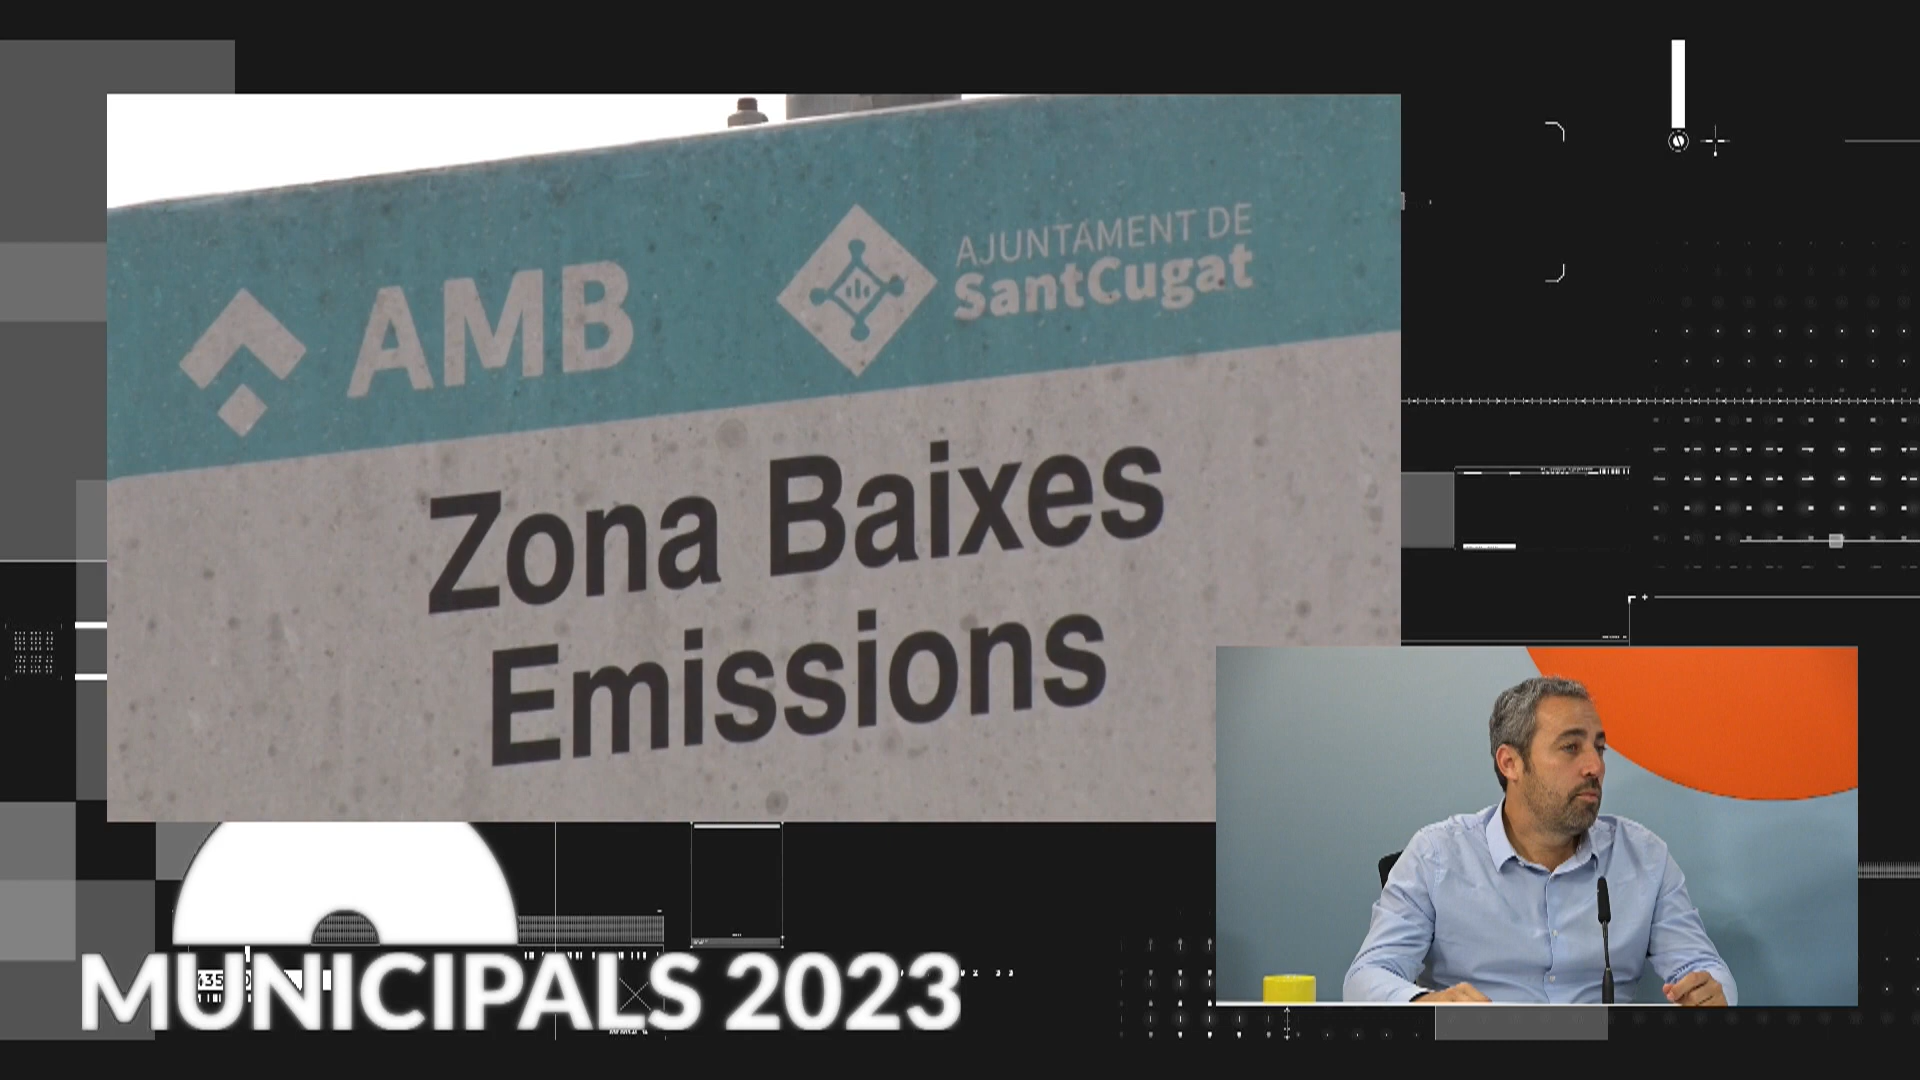 AMB
AJUNTAMENT DE
SantCugat
Zona Baixes
Emissions
MUNICIPALS 2023